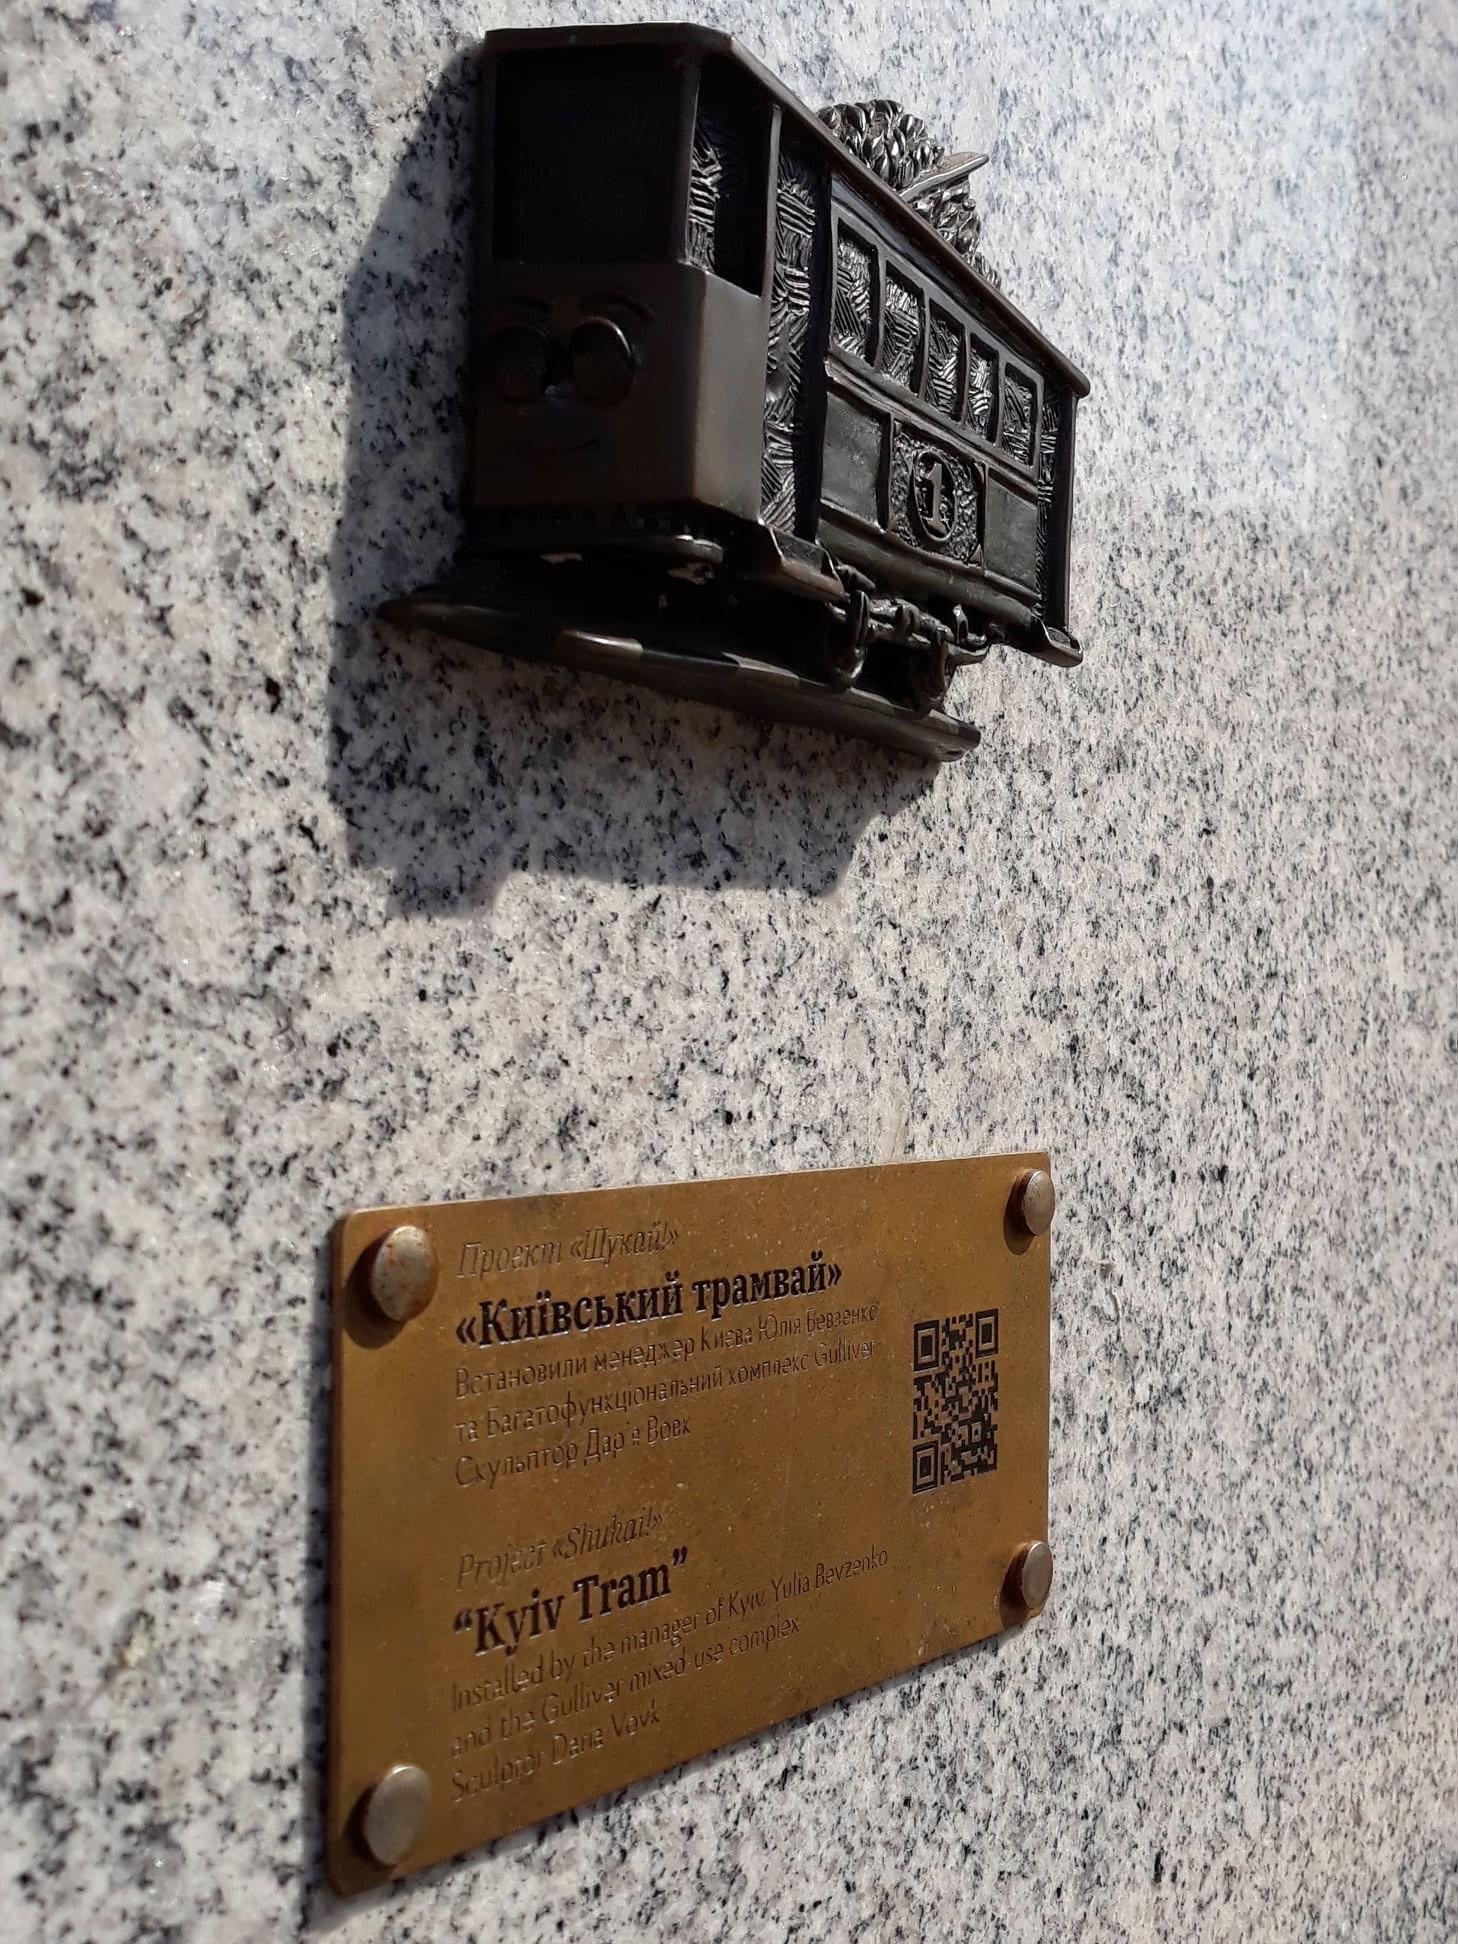 1
Проект «Шукай!»
«Київський трамвай»
Встановили менеджер Києва Юлія Бевзенко
та Багатофункціональний комплекс Gulliver
Скульптор Дар'я Вовк
Project «Shukai!»
“Kyiv Tram”
Installed by the manager of Kyiv Yulia Bevzenko
and the Gulliver mixed-use complex
Sculptor Daria Vovk